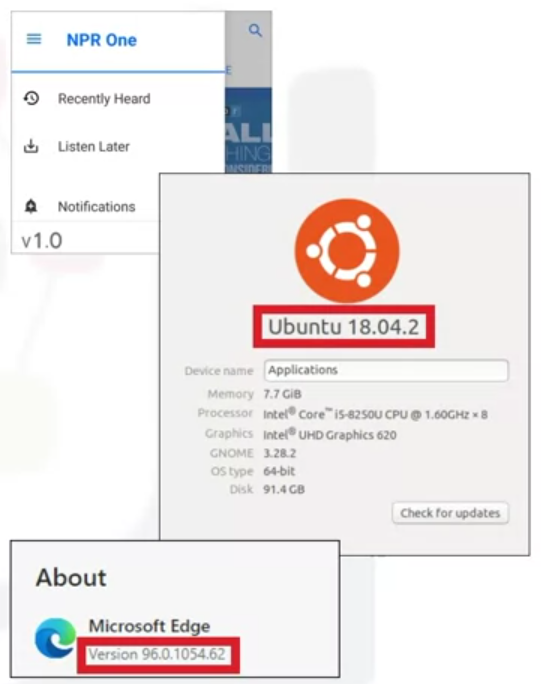 NPR One
E
Recently Heard
Listen Later
ALL
HING
Notifications
v1.0
Ubuntu 18.04.2
Device name Applications
Memory 7.7 GiB
Processor Intel® Core™ i5-8250U CPU @ 1.60GHz × 8
Graphics Intel® UHD Graphics 620
GNOME 3.28.2
OS type 64-bit
Disk 91.4 GB
Check for updates
About
Microsoft Edge
Version 96.0.1054.62